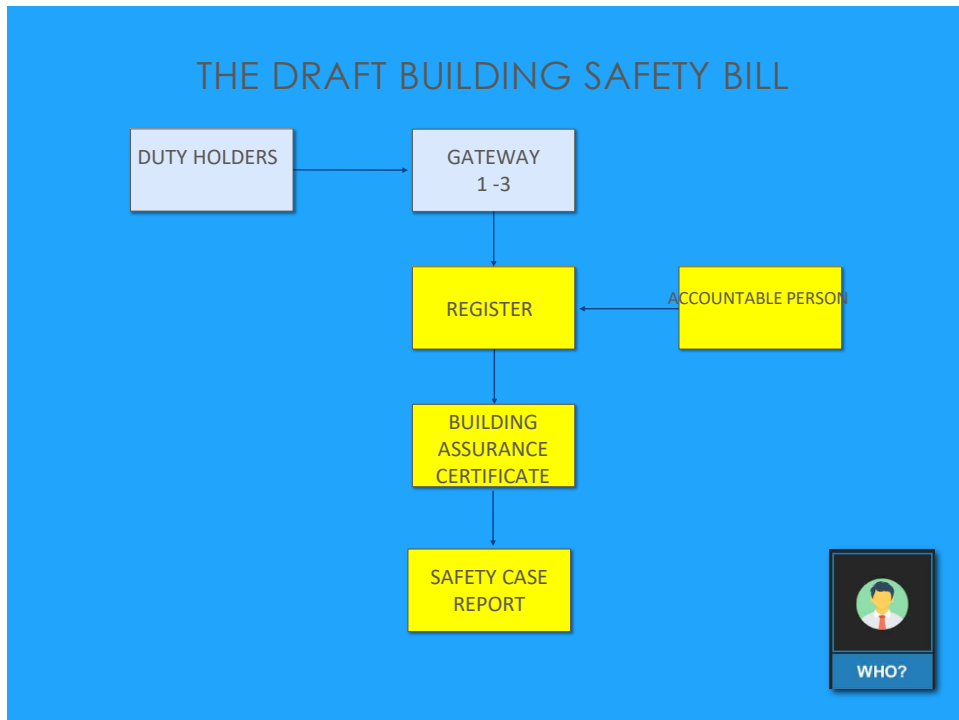 THE DRAFT BUILDING SAFETY BILL
DUTY HOLDERS
GATEWAY
1 -3
REGISTER
ACCOUNTABLE PERSON
BUILDING
ASSURANCE
CERTIFICATE
SAFETY CASE
REPORT
WHO?